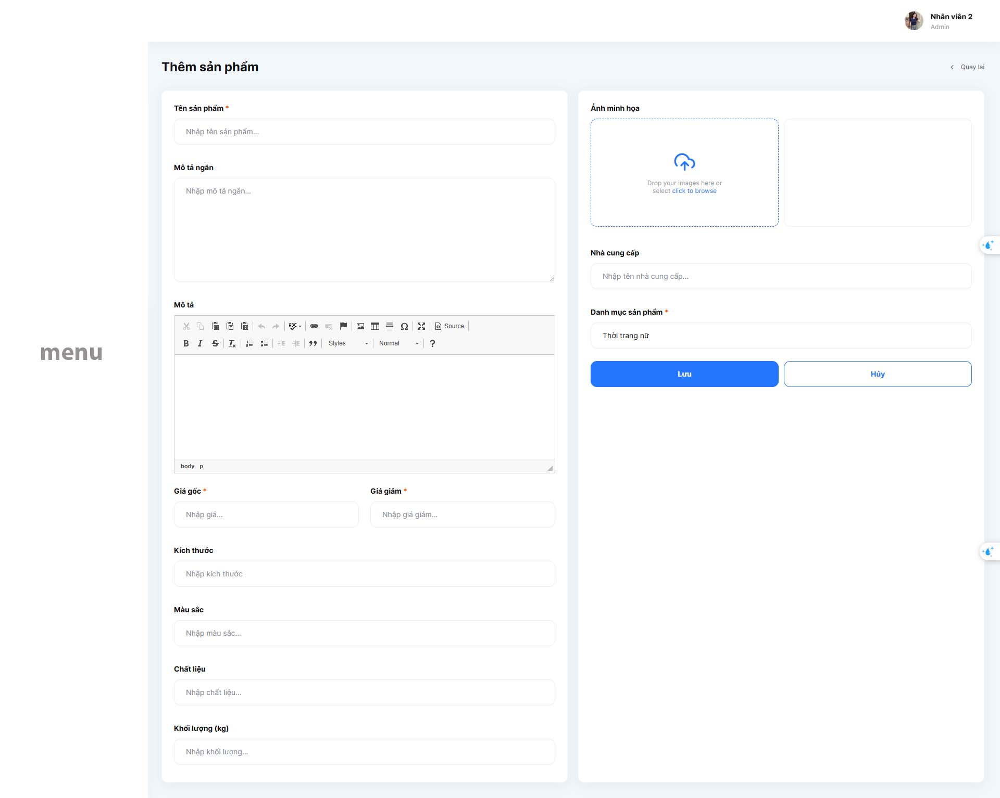 Nhân viên 2
Admin
Thêm sản phẩm
Quay lại
menu
Tên sản phẩm *
Nhập tên sản phẩm...
Mô tả ngắn
Nhập mô tả ngắn...
Mô tả
ABC
Source
B I S Tx
Styles
Normal
?
body p
Giá gốc *
Giá giảm *
Nhập giá...
Nhập giá giảm...
Kích thước
Nhập kích thước
Màu sắc
Nhập màu sắc...
Chất liệu
Nhập chất liệu...
Khối lượng (kg)
Nhập khối lượng...
Ảnh minh họa
Drop your images here or
select click to browse
Nhà cung cấp
Nhập tên nhà cung cấp...
Danh mục sản phẩm *
Thời trang nữ
Lưu
Hủy